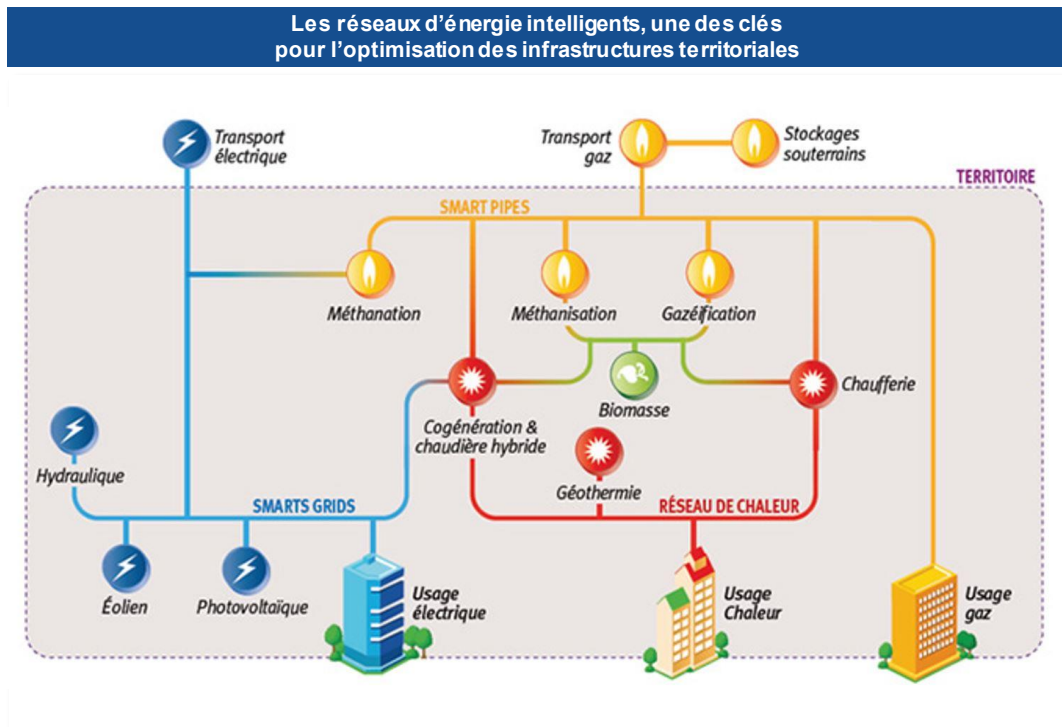 Les réseaux d'énergie intelligents, une des clés
pour l'optimisation des infrastructures territoriales
Transport
électrique
Transport
gaz
Stockages
souterrains
TERRITOIRE
SMART PIPES
Méthanation
Méthanisation
Gazéification
Biomasse
Chaufferie
Cogénération &
chaudière hybride
Hydraulique
Géothermie
SMARTS GRIDS
RÉSEAU DE CHALEUR
Éolien
Photovoltaïque
Usage
électrique
Usage
Chaleur
Usage
gaz